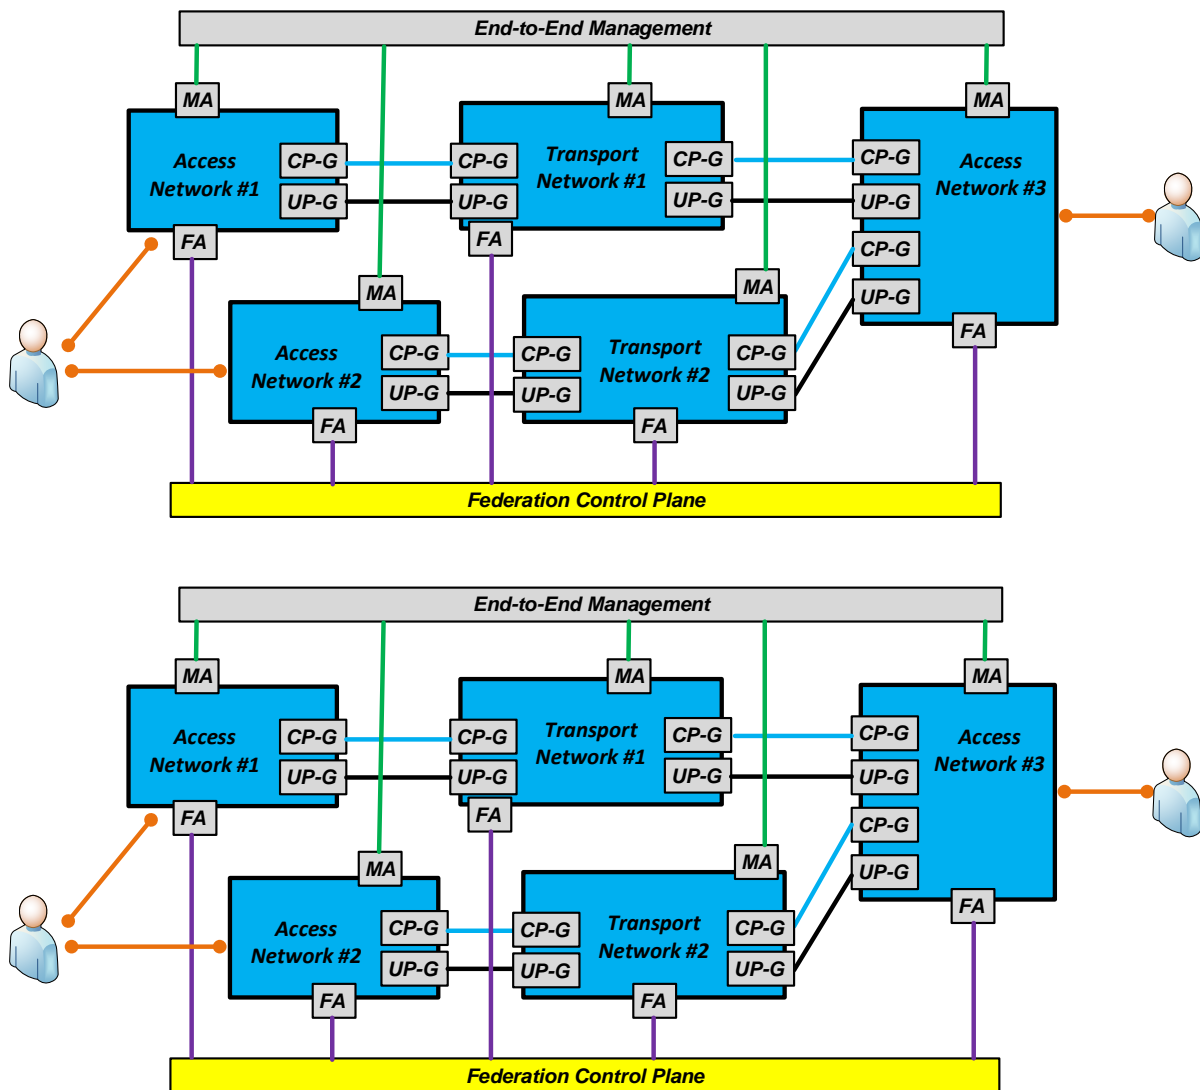 End-to-End Management
MA
MA
MA
Access
Network #1
CP-G
UP-G
CP-G
UP-G
Transport
Network #1
CP-G
UP-G
CP-G
UP-G
CP-G
UP-G
Access
Network #3
FA
FA
MA
MA
Access
Network #2
CP-G
UP-G
CP-G
UP-G
Transport
Network #2
CP-G
UP-G
FA
FA
FA
Federation Control Plane
End-to-End Management
MA
MA
MA
Access
Network #1
CP-G
UP-G
CP-G
UP-G
Transport
Network #1
CP-G
UP-G
CP-G
UP-G
CP-G
UP-G
Access
Network #3
FA
FA
MA
MA
Access
Network #2
CP-G
UP-G
CP-G
UP-G
Transport
Network #2
CP-G
UP-G
FA
FA
FA
Federation Control Plane